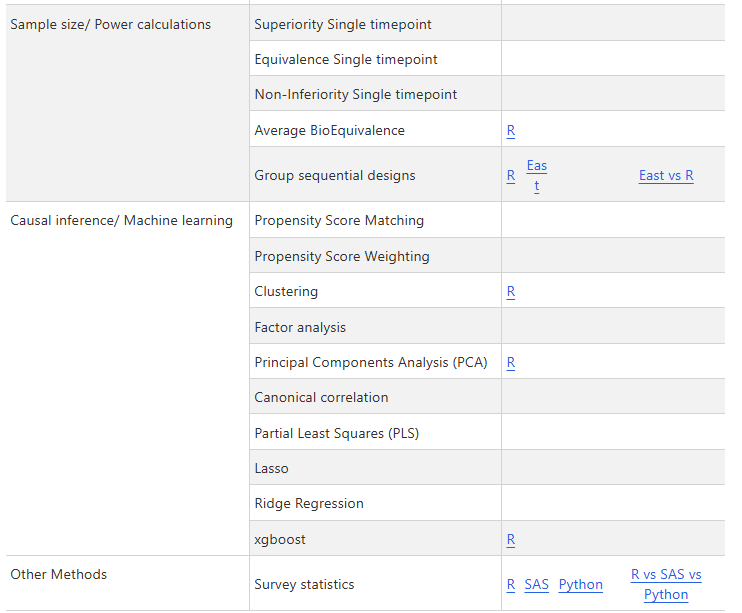 Sample size/ Power calculations
Superiority Single timepoint
Equivalence Single timepoint
Non-Inferiority Single timepoint
Average BioEquivalence R
Group sequential designs R Eas
t East vs R
Causal inference/ Machine learning
Propensity Score Matching
Propensity Score Weighting
Clustering R
Factor analysis
Principal Components Analysis (PCA) R
Canonical correlation
Partial Least Squares (PLS)
Lasso
Ridge Regression
xgboost R
Other Methods
Survey statistics R SAS Python R vs SAS vs
Python